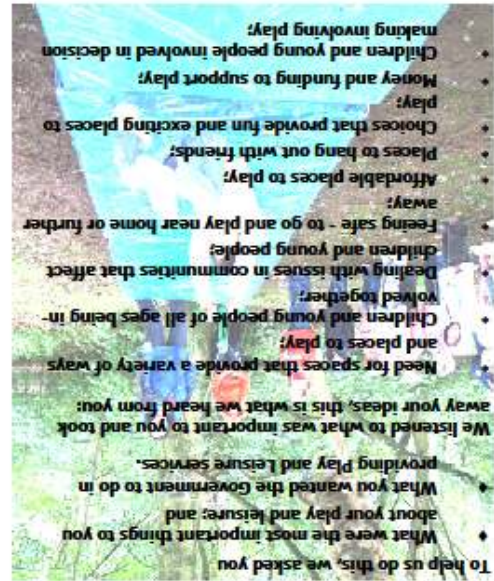 To help us do this, we asked you
♦ What were the most important things to you
about your play and leisure; and
♦ What you wanted the Government to do in
providing Play and Leisure Services.
We listened to what was important to you and took
away your ideas, this is what we heard from you:
• Need for spaces that provide a variety of ways
and places to play;
• Children and young people of all ages being in-
volved together;
• Dealing with issues in communities that affect
children and young people;
• Feeing safe - to go and play near home or further
away;
• Affordable places to play;
• Places to hang out with friends;
• Choices that provide fun and exciting places to
play;
• Money and funding to support play;
• Children and young people involved in decision
making involving play;